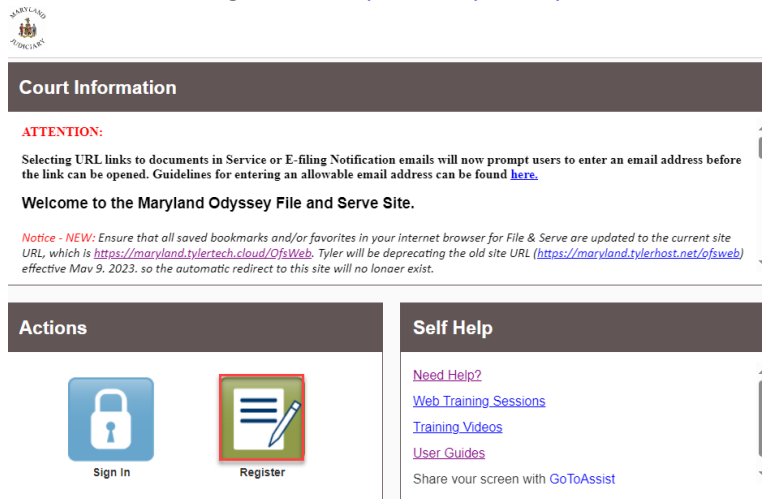 MARYLAND
JUDICIARY
Court Information
ATTENTION:
Selecting URL links to documents in Service or E-filing Notification emails will now prompt users to enter an email address before
the link can be opened. Guidelines for entering an allowable email address can be found here.
Welcome to the Maryland Odyssey File and Serve Site.
Notice - NEW: Ensure that all saved bookmarks and/or favorites in your internet browser for File & Serve are updated to the current site
URL, which is https://maryland.tylertech.cloud/OfsWeb. Tyler will be deprecating the old site URL (https://maryland.tylerhost.net/ofsweb)
effective May 9, 2023, so the automatic redirect to this site will no longer exist.
Actions
Sign In
Register
Self Help
Need Help?
Web Training Sessions
Training Videos
User Guides
Share your screen with GoToAssist